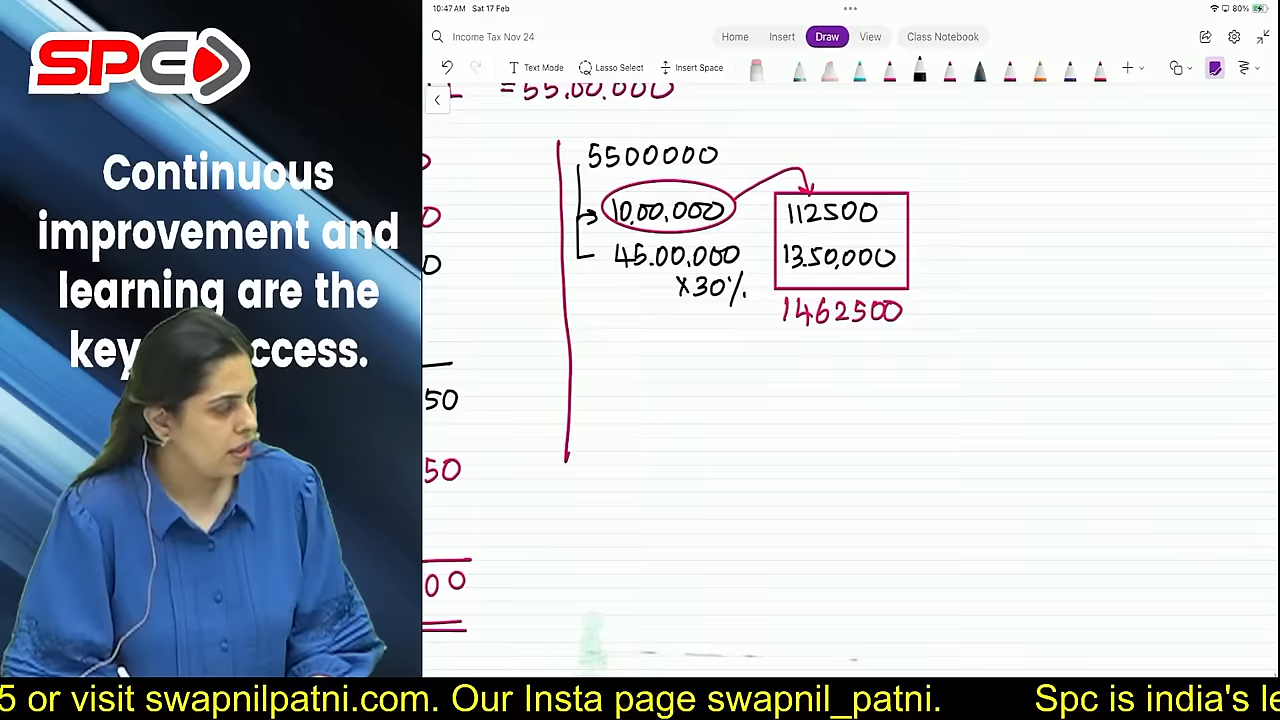 10:47 AM Sat 17 Feb
80%
Income Tax Nov 24
Home Insert Draw View Class Notebook
Text Mode Lasso Select Insert Space
SPC
Continuous
improvement and
learning are the
key ccess.
= 55.00.000
5500000
10,00,000
112500
45.00.000
13,50,000
x30%
1462500
0
50
50
00
5 or visit swapnilpatni.com. Our Insta page swapnil_patni. Spc is india's le